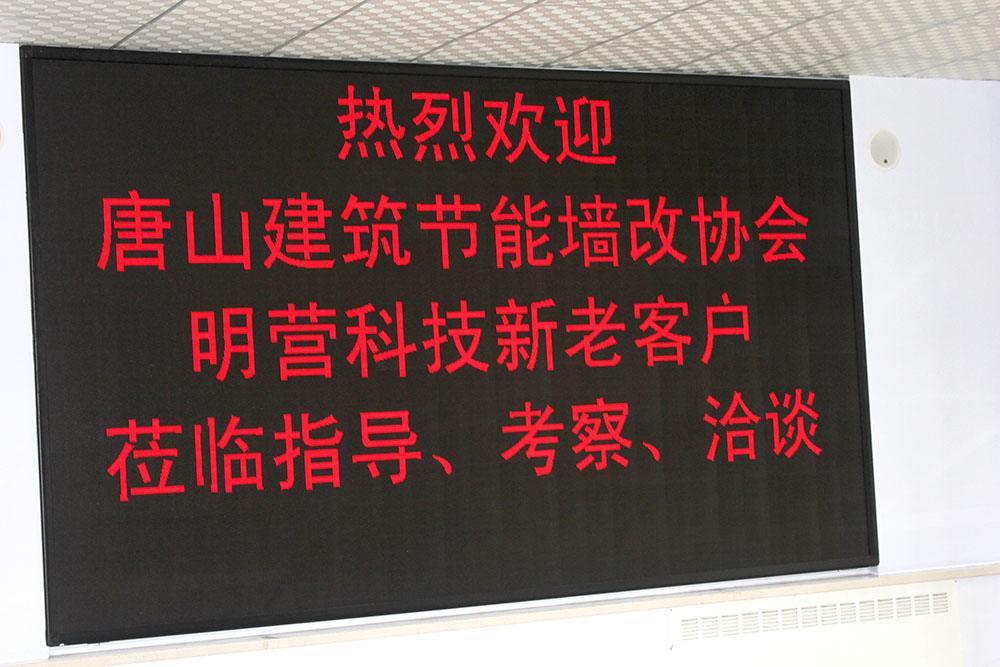 热烈欢迎
唐山建筑节能墙改协会
明营科技新老客户
莅临指导、考察、洽谈